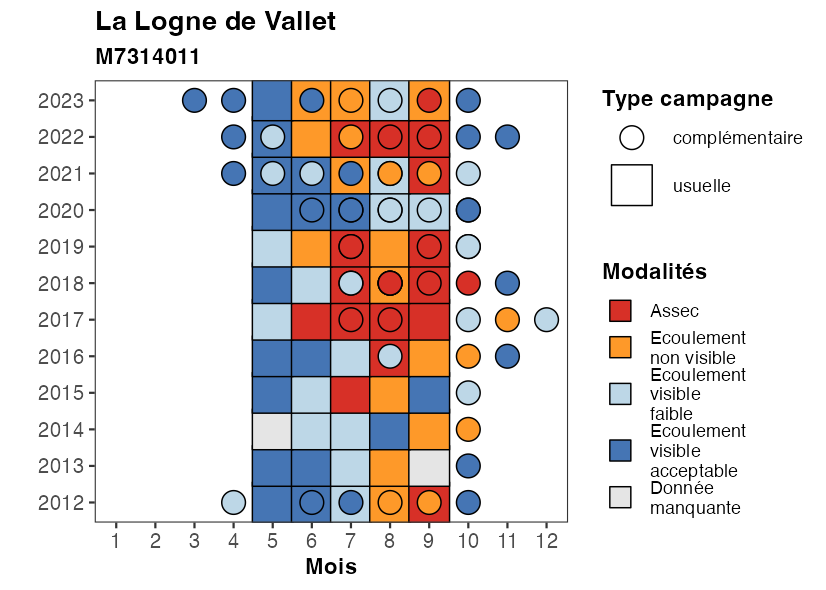 La Logne de Vallet
M7314011
2023
2022
2021
2020
2019
2018
2017
2016
2015
2014
2013
2012
1 2 3 4 5 6 7 8 9 10 11 12
Mois
Type campagne
complémentaire
usuelle
Modalités
Assec
Ecoulement
non visible
Ecoulement
visible
faible
Ecoulement
visible
acceptable
Donnée
manquante